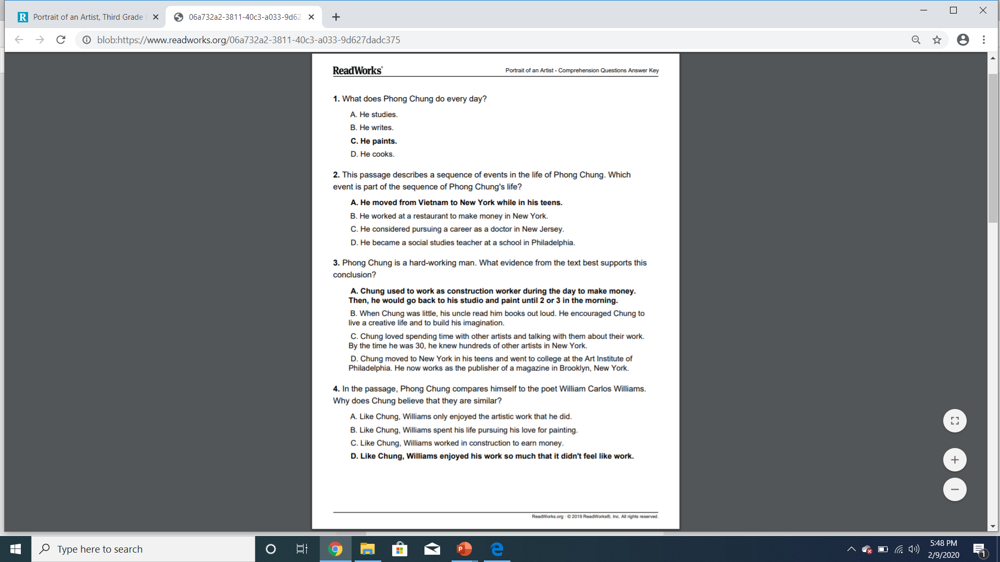 Portrait of an Artist, Third Grade
06a732a2-3811-40c3-a033-9d62
blob:https://www.readworks.org/06a732a2-3811-40c3-a033-9d627dadc375
ReadWorks®
Portrait of an Artist - Comprehension Questions Answer Key
1. What does Phong Chung do every day?
A. He studies.
B. He writes.
C. He paints.
D. He cooks.
2. This passage describes a sequence of events in the life of Phong Chung. Which
event is part of the sequence of Phong Chung's life?
A. He moved from Vietnam to New York while in his teens.
B. He worked at a restaurant to make money in New York.
C. He considered pursuing a career as a doctor in New Jersey.
D. He became a social studies teacher at a school in Philadelphia.
3. Phong Chung is a hard-working man. What evidence from the text best supports this
conclusion?
A. Chung used to work as construction worker during the day to make money.
Then, he would go back to his studio and paint until 2 or 3 in the morning.
B. When Chung was little, his uncle read him books out loud. He encouraged Chung to
live a creative life and to build his imagination.
C. Chung loved spending time with other artists and talking with them about their work.
By the time he was 30, he knew hundreds of other artists in New York.
D. Chung moved to New York in his teens and went to college at the Art Institute of
Philadelphia. He now works as the publisher of a magazine in Brooklyn, New York.
4. In the passage, Phong Chung compares himself to the poet William Carlos Williams.
Why does Chung believe that they are similar?
A. Like Chung, Williams only enjoyed the artistic work that he did.
B. Like Chung, Williams spent his life pursuing his love for painting.
C. Like Chung, Williams worked in construction to earn money.
D. Like Chung, Williams enjoyed his work so much that it didn't feel like work.
ReadWorks.org · © 2019 ReadWorks®, Inc. All rights reserved.
Type here to search
5:48 PM
2/9/2020
1